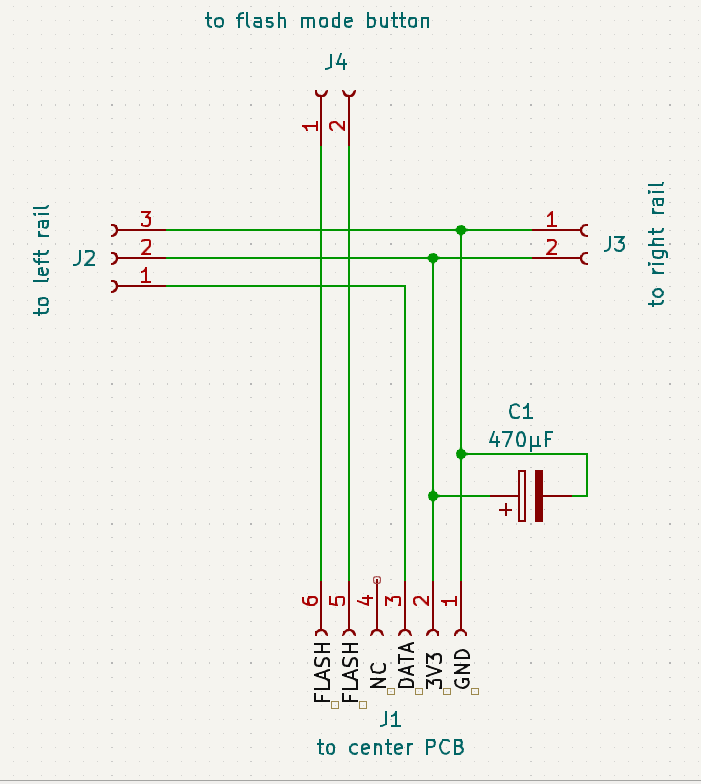 to flash mode button
J4
1 2
3
2
1
J2
to left rail
1
2
J3
to right rail
C1
470µF
+
6 5 4 3 2 1
FLASH
FLASH
NC
DATA
3V3
GND
J1
to center PCB